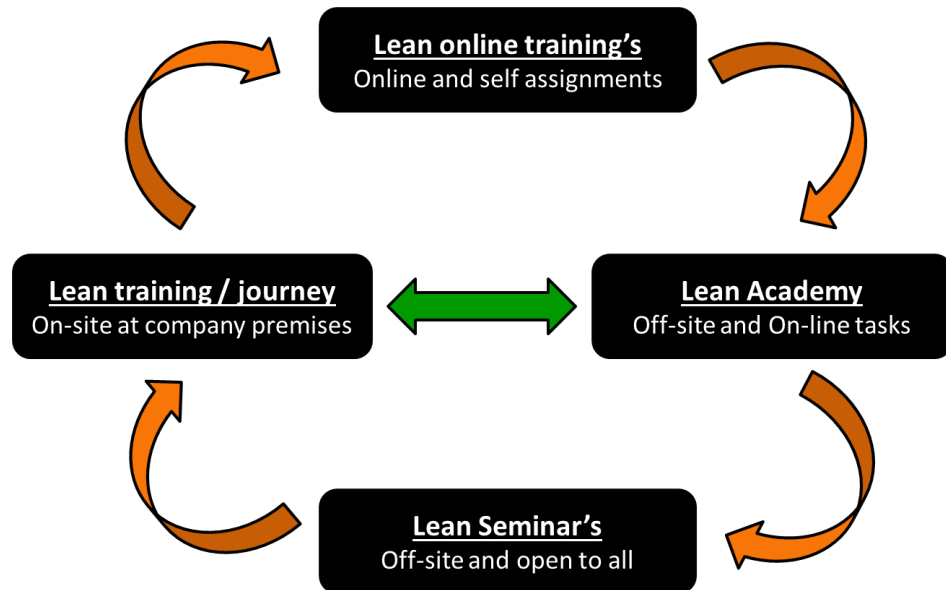 Lean online training's
Online and self assignments
Lean training / journey
On-site at company premises
Lean Academy
Off-site and On-line tasks
Lean Seminar's
Off-site and open to all